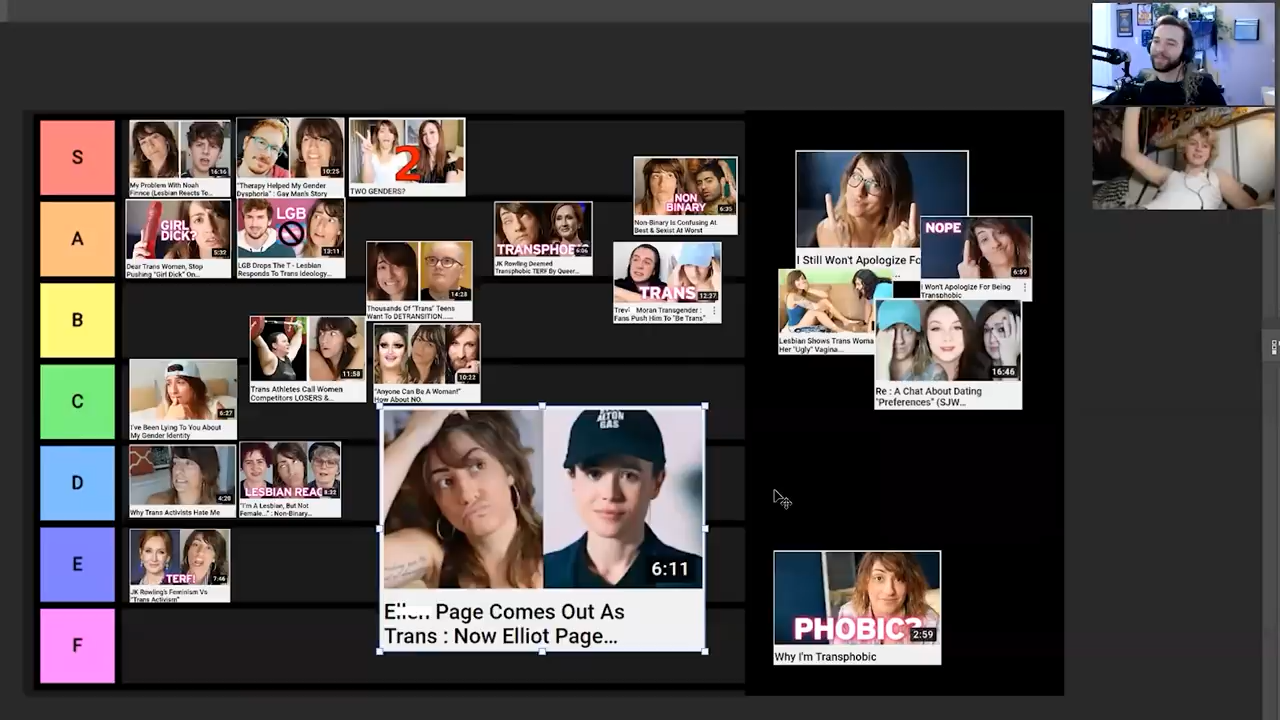 S
14:16
My Problem With Noah
Finnce (Lesbian Reacts To...
10:25
"Therapy Helped My Gender
Dysphoria" : Gay Man's Story
2
TWO GENDERS?
NON
BINARY
6:35
Non-Binary Is Confusing At
Best & Sexist At Worst
A
GIRL
DICK?
5:32
Dear Trans Women, Stop
Pushing "Girl Dick" On...
LGB
13:11
LGB Drops The T - Lesbian
Responds To Trans Ideology...
TRANSPHOBE
6:06
JK Rowling Deemed
Transphobic TERF By Queer...
14:28
Thousands Of "Trans" Teens
Want To DETRANSITION......
TRANS
12:27
Moran Transgender :
Fans Push Him To "Be Trans"
B
11:58
Trans Athletes Call Women
Competitors LOSERS &...
10:22
"Anyone Can Be A Woman!"
How About NO.
C
6:27
I've Been Lying To You About
My Gender Identity
D
4:20
Why Trans Activists Hate Me
LESBIAN REAC
8:22
"I'm A Lesbian, But Not
Female..." : Non-Binary...
E
TERF!
7:46
JK Rowling's Feminism Vs
"Trans Activism"
F
ALTON
GAS
6:11
Page Comes Out As
Trans : Now Elliot Page...
I Still Won't Apologize Fo
NOPE
6:59
I Won't Apologize For Being
Transphobic
Lesbian Shows Trans Woma
Her "Ugly" Vagina...
16:46
Re : A Chat About Dating
"Preferences" (SJW...
PHOBIC?
2:59
Why I'm Transphobic